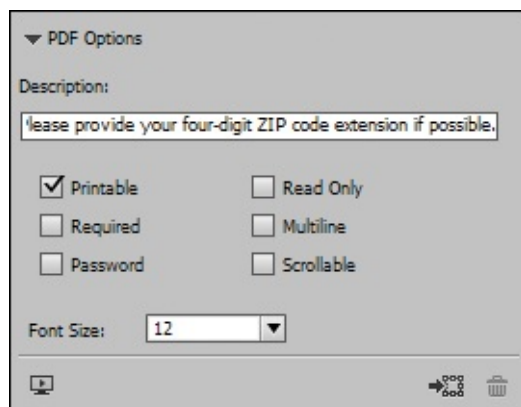 PDF Options
Description:
lease provide your four-digit ZIP code extension if possible.
Printable Read Only
Required Multiline
Password Scrollable
Font Size: 12